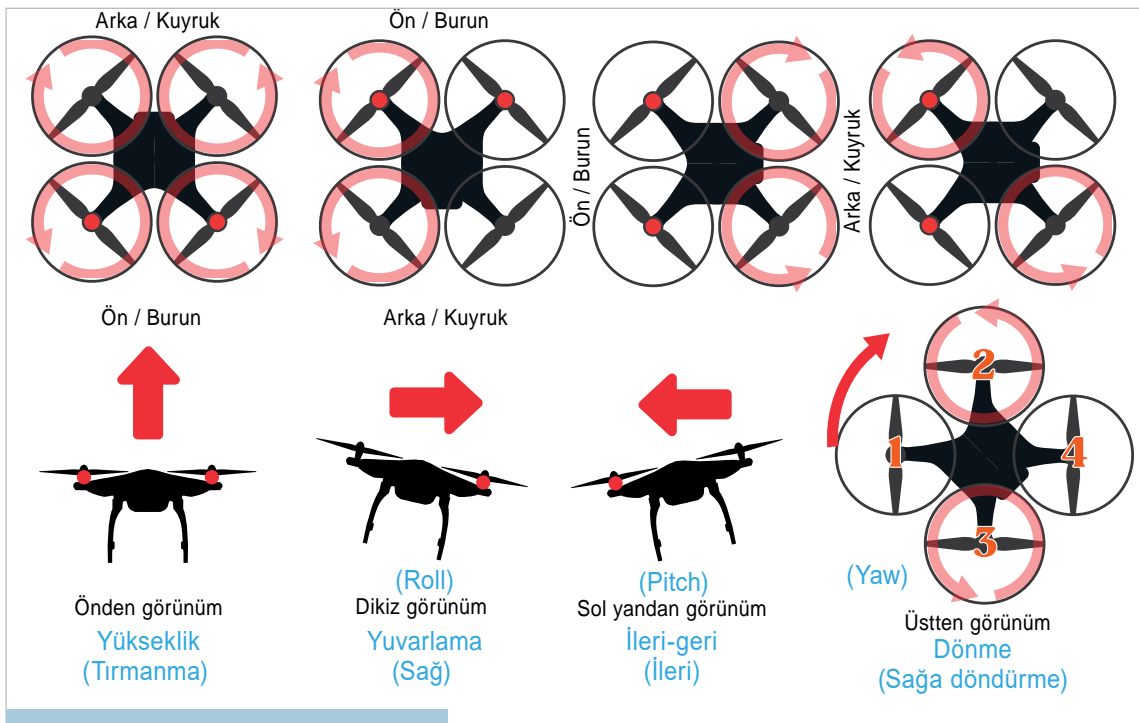 Arka / Kuyruk
Ön / Burun
Ön / Burun
Arka / Kuyruk
Ön / Burun
Arka / Kuyruk
1
2
3
4
(Roll)
(Pitch)
(Yaw)
Önden görünüm
Dikiz görünüm
Sol yandan görünüm
Üstten görünüm
Yükseklik
(Tırmanma)
Yuvarlama
(Sağ)
İleri-geri
(İleri)
Dönme
(Sağa döndürme)